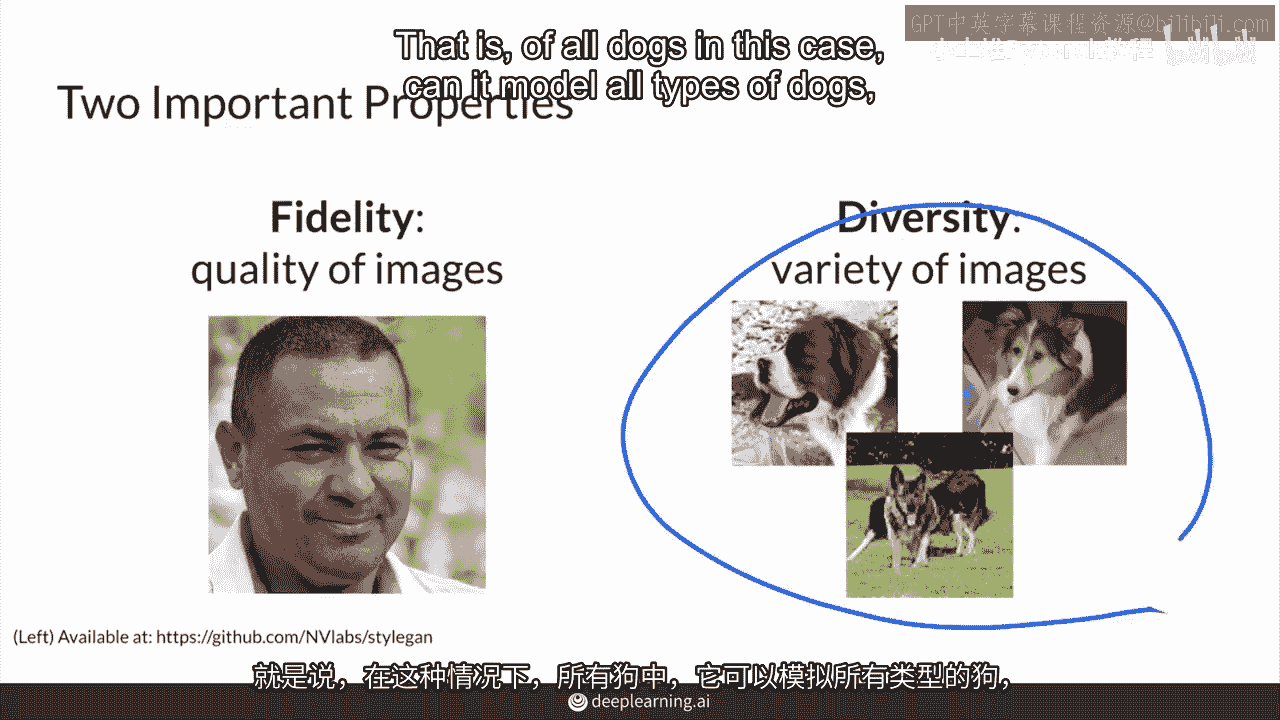 GPT中英字幕课程资源@bilibili.com
That is, of all dogs in this case,
can it model all types of dogs,
Two Important Properties
Fidelity:
quality of images
Diversity:
variety of images
(Left) Available at: https://github.com/NVlabs/stylegan
就是说，在这种情况下，所有狗中，它可以模拟所有类型的狗，
deeplearning.ai